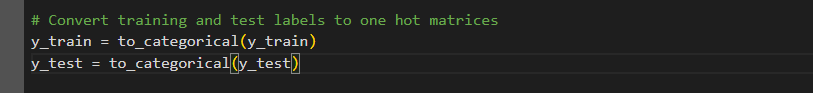 # Convert training and test labels to one hot matrices
y_train = to_categorical(y_train)
y_test = to_categorical(y_test)